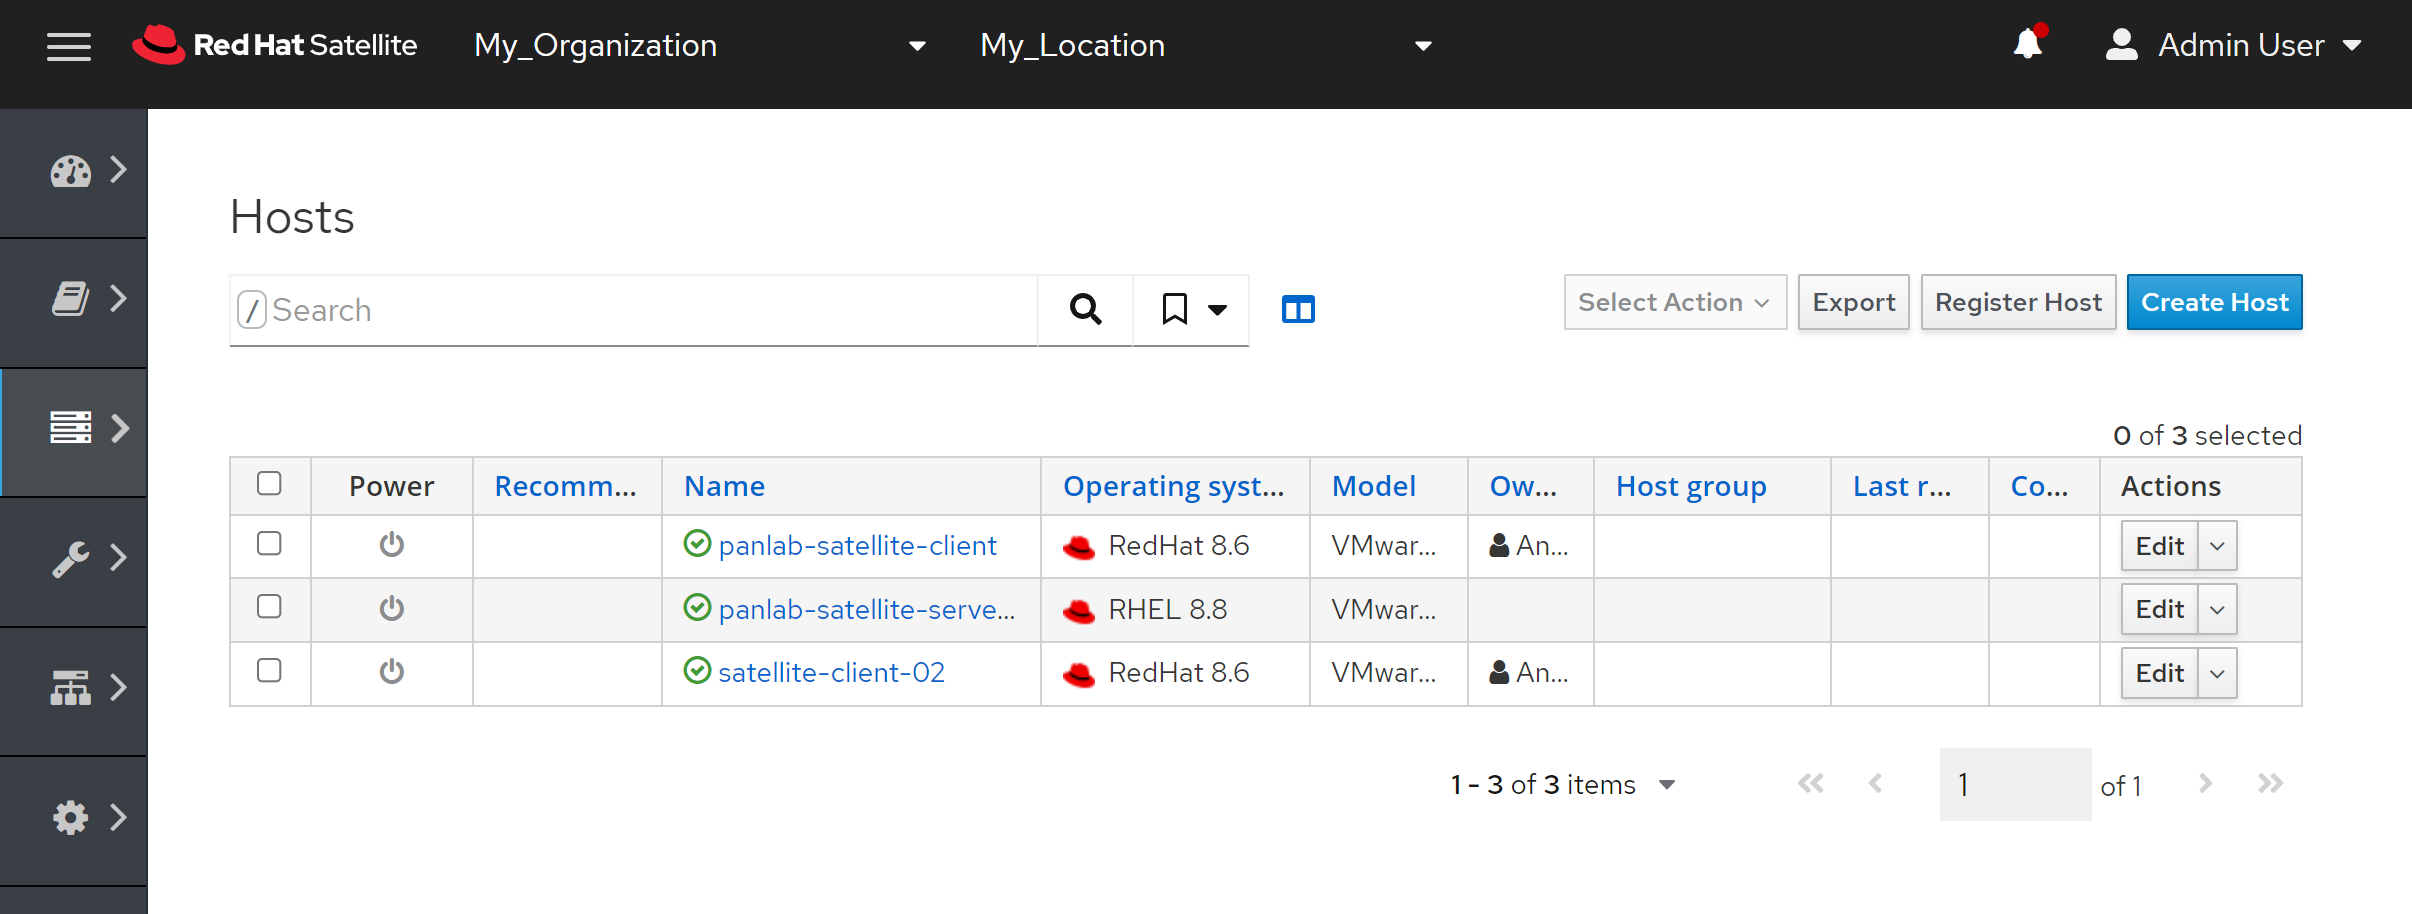 Red Hat Satellite My_Organization My_Location Admin User
Hosts
/ Search Select Action Export Register Host Create Host
0 of 3 selected
Power Recomm... Name Operating syst... Model Ow... Host group Last r... Co... Actions
panlab-satellite-client RedHat 8.6 VMwar... An... Edit
panlab-satellite-serve... RHEL 8.8 VMwar... Edit
satellite-client-02 RedHat 8.6 VMwar... An... Edit
1 - 3 of 3 items 1 of 1